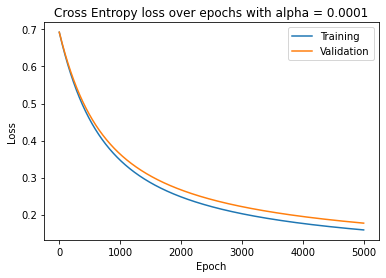 Cross Entropy loss over epochs with alpha = 0.0001
Training
Validation
Loss
0.7
0.6
0.5
0.4
0.3
0.2
0 1000 2000 3000 4000 5000
Epoch